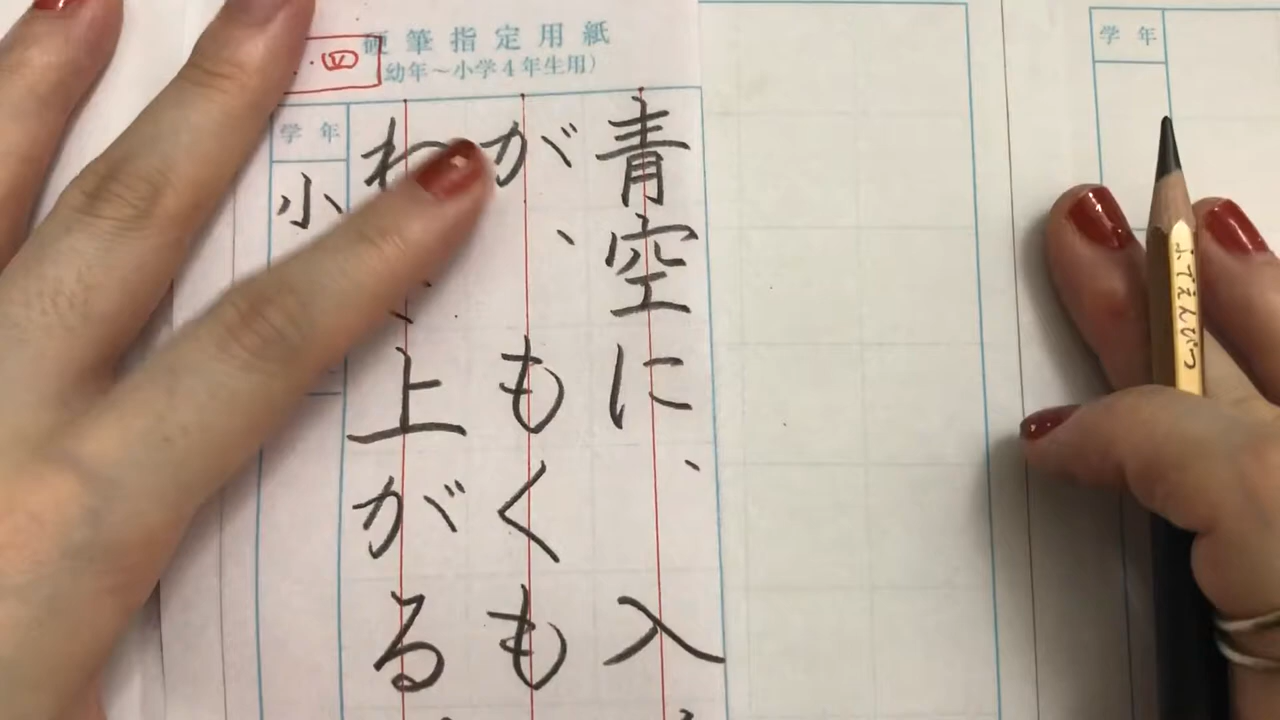 硬筆指定用紙
（幼年～小学4年生用）
四
学年
小
青空に、入
が、もくも
わ上がる
学年
ふでえんぴつ